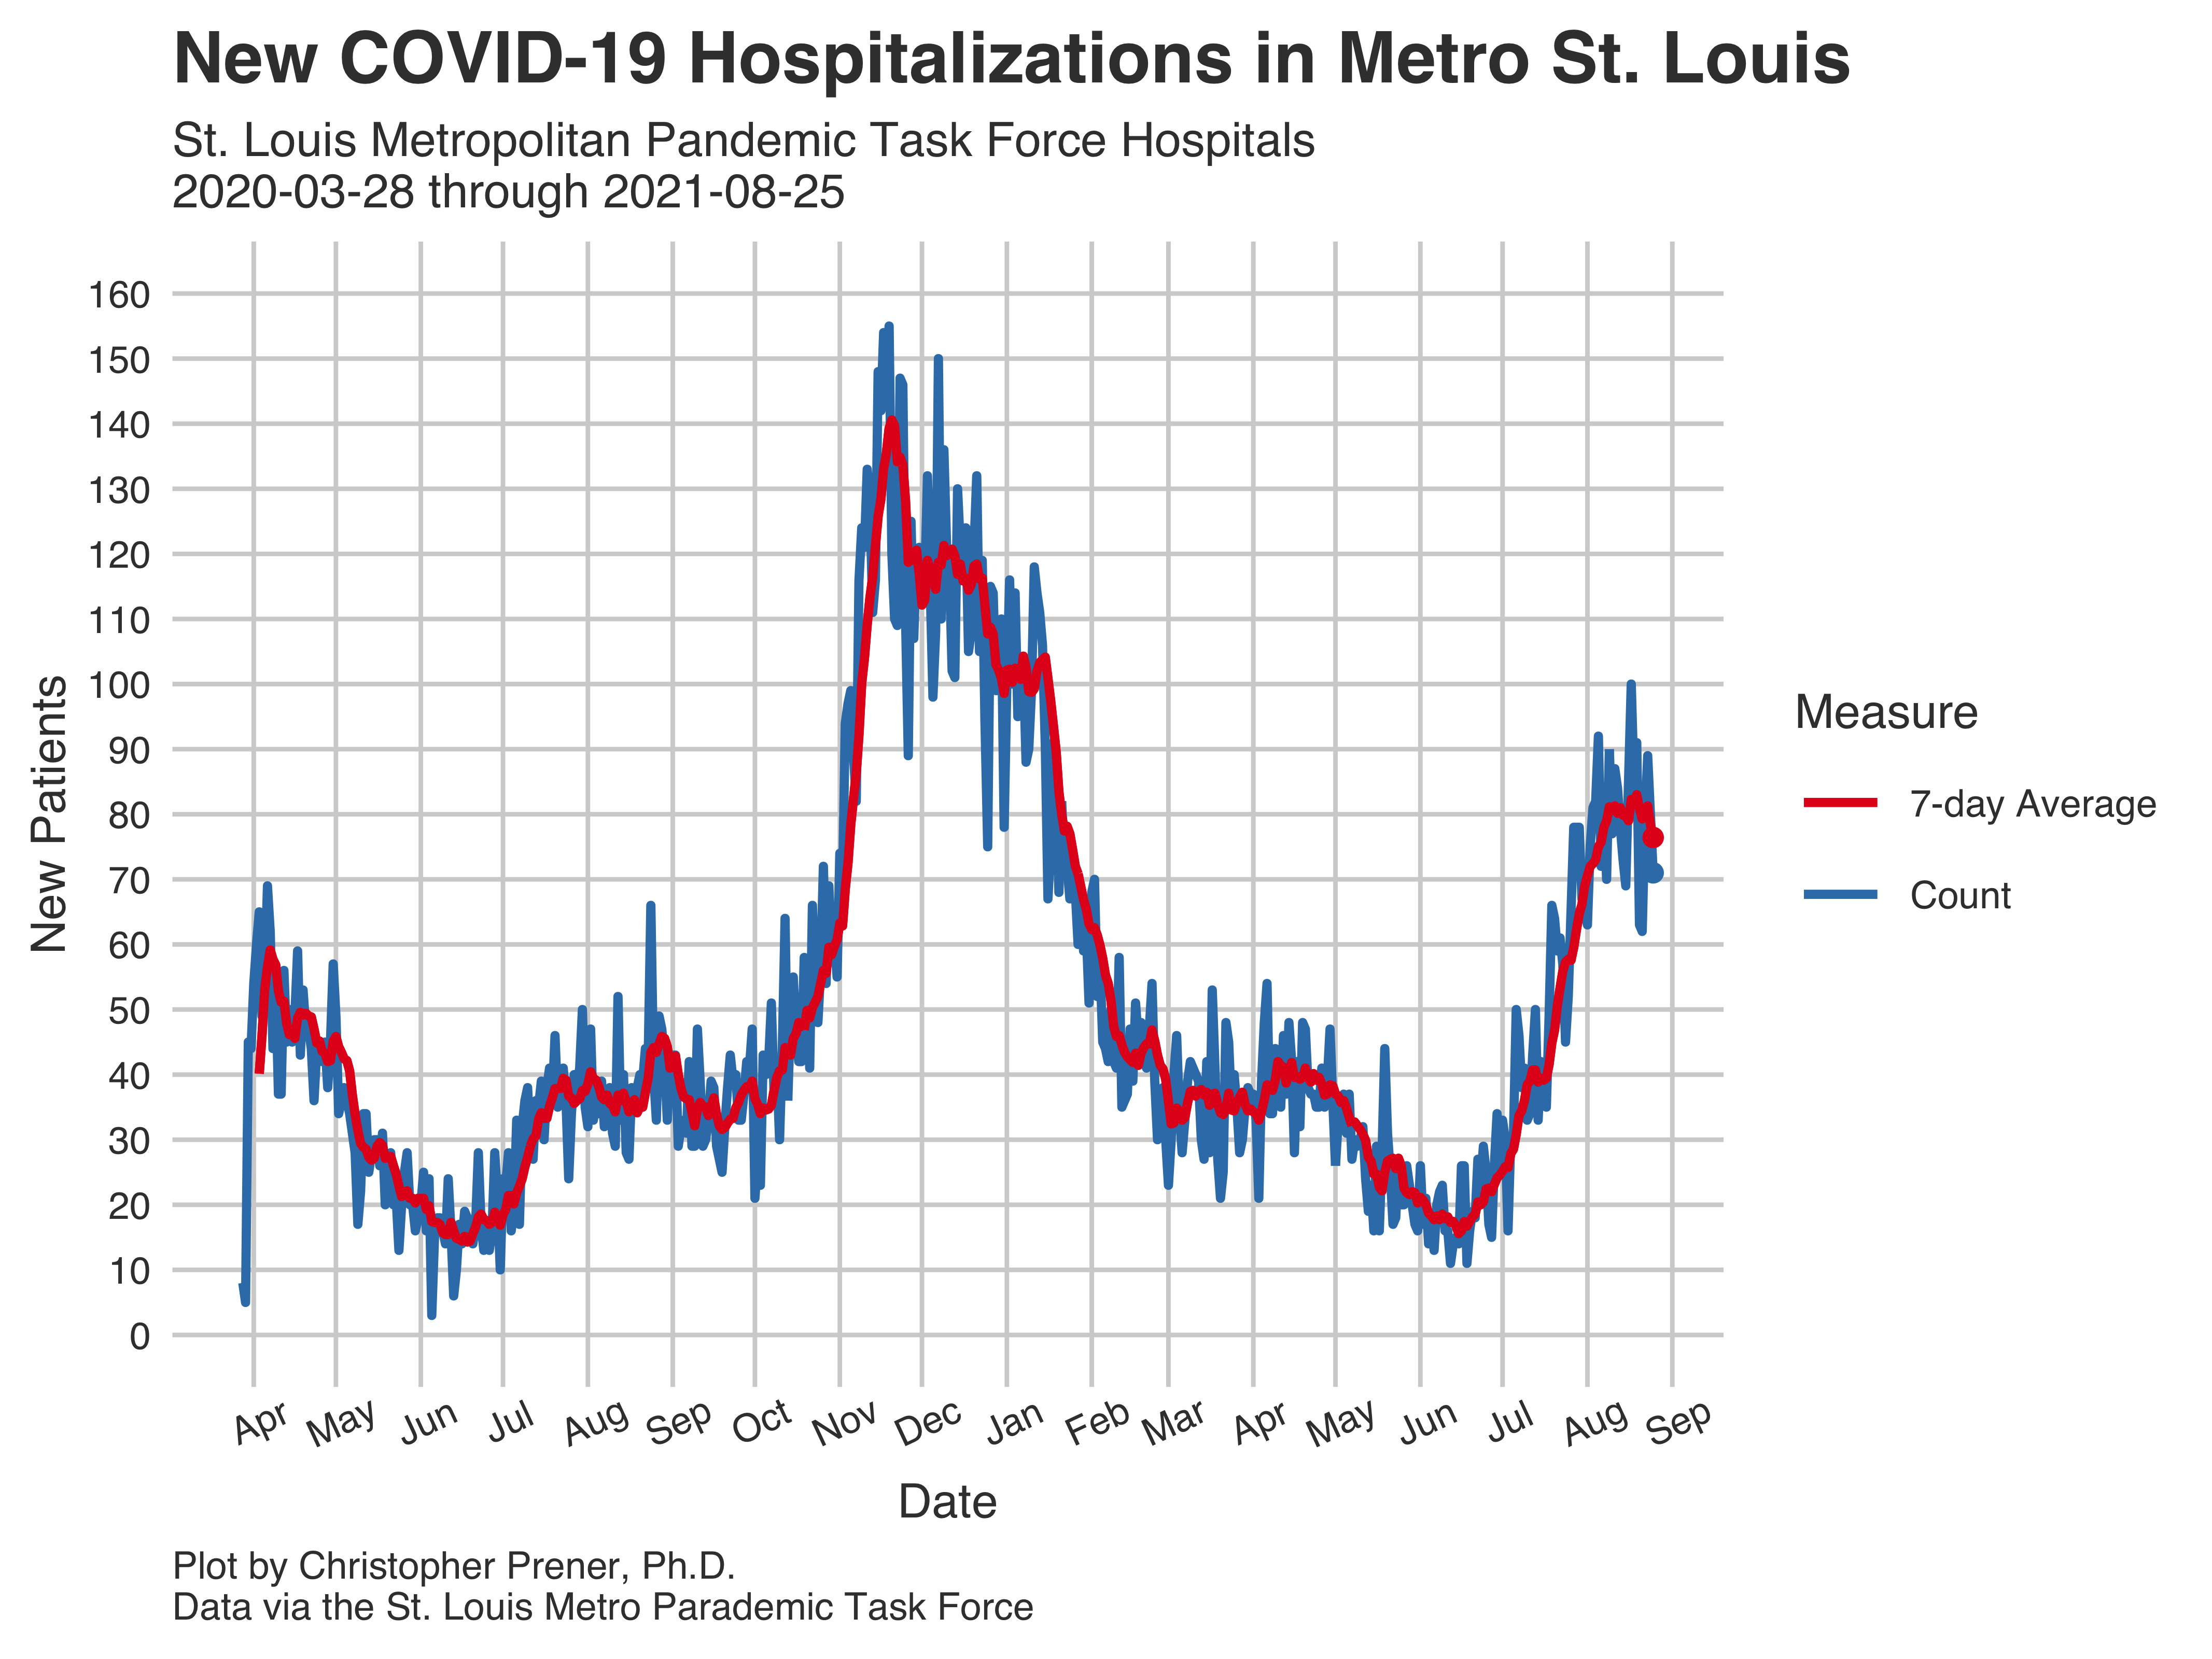 New COVID-19 Hospitalizations in Metro St. Louis
St. Louis Metropolitan Pandemic Task Force Hospitals
2020-03-28 through 2021-08-25
160
150
140
130
120
110
100
90
80
70
60
50
40
30
20
10
0
New Patients
Apr May Jun Jul Aug Sep Oct Nov Dec Jan Feb Mar Apr May Jun Jul Aug Sep
Date
Measure
7-day Average
Count
Plot by Christopher Prener, Ph.D.
Data via the St. Louis Metro Parademic Task Force